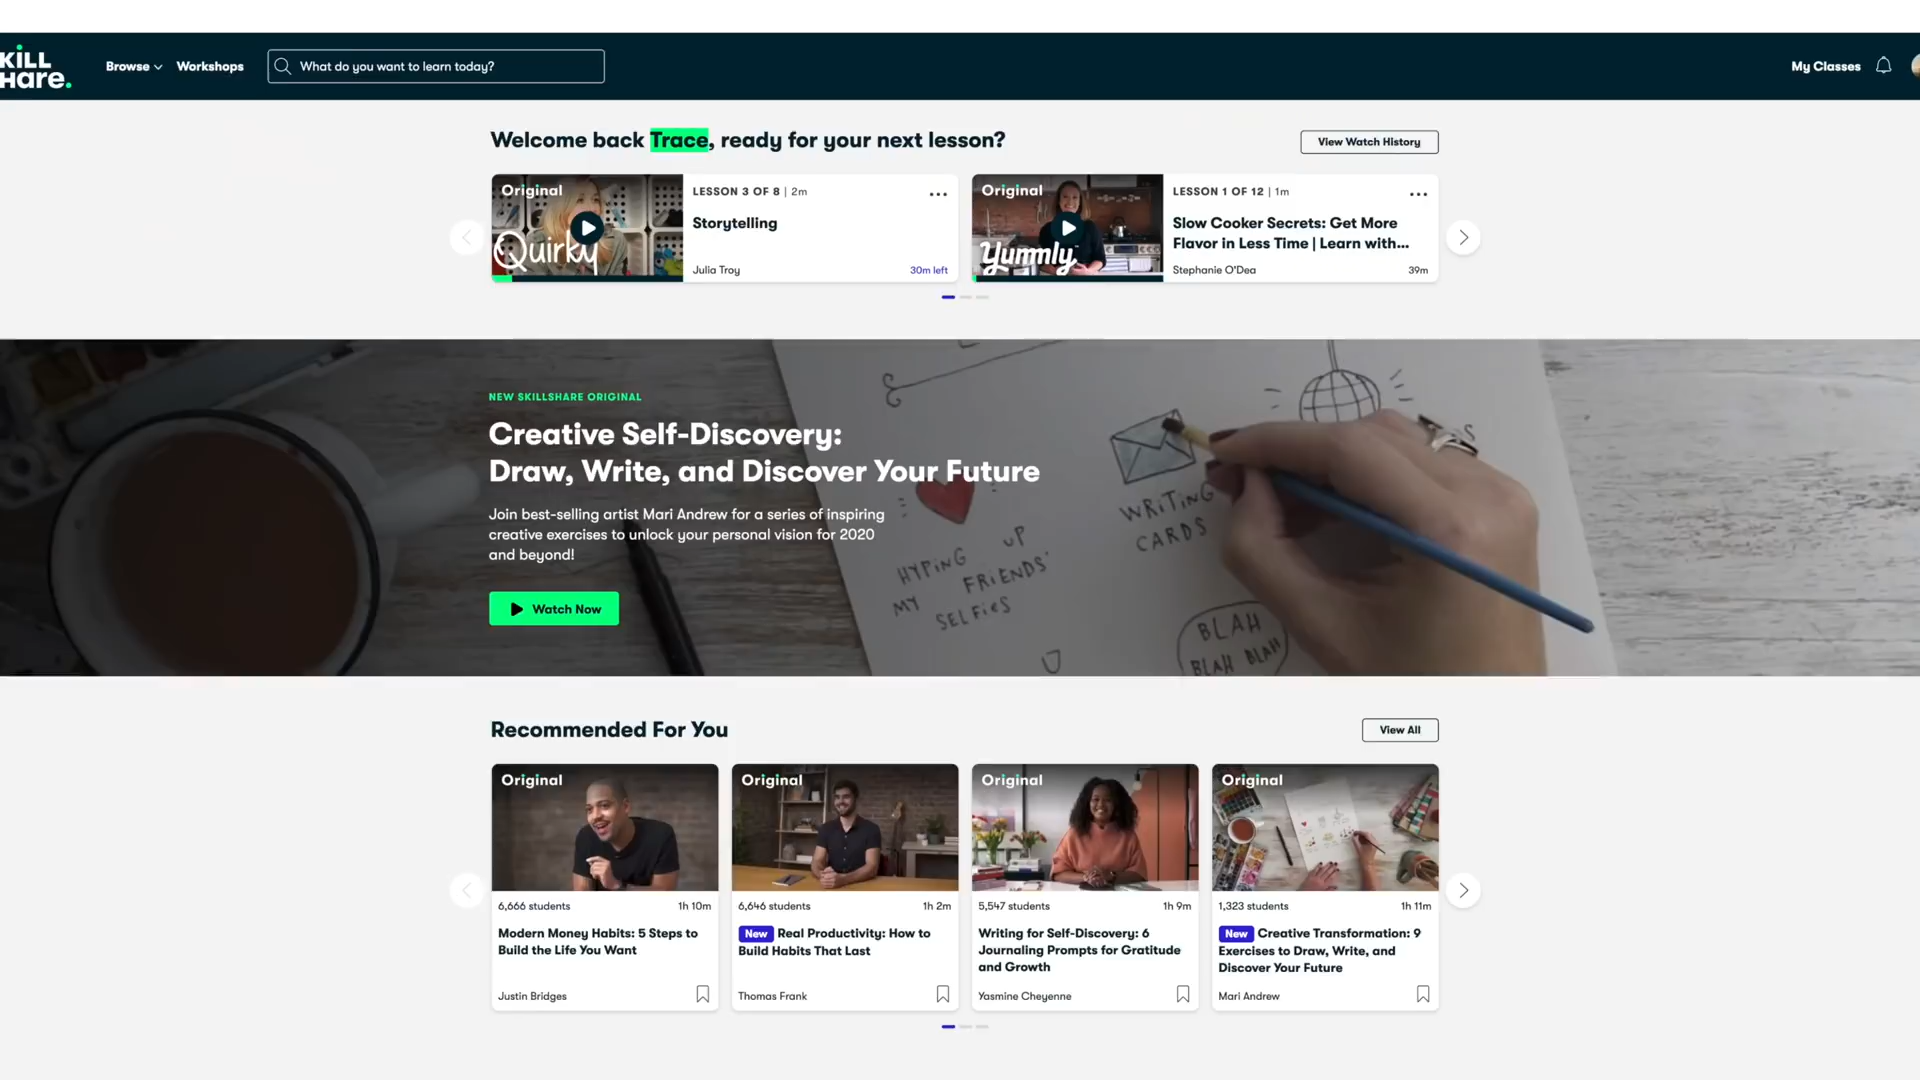 KILL
Hare.
Browse
Workshops
What do you want to learn today?
My Classes
Welcome back Trace, ready for your next lesson?
View Watch History
Original
Quirky
LESSON 3 OF 8 | 2m
Storytelling
Julia Troy
30m left
Original
Yummly
LESSON 1 OF 12 | 1m
Slow Cooker Secrets: Get More
Flavor in Less Time | Learn with...
Stephanie O'Dea
39m
NEW SKILLSHARE ORIGINAL
Creative Self-Discovery:
Draw, Write, and Discover Your Future
Join best-selling artist Mari Andrew for a series of inspiring
creative exercises to unlock your personal vision for 2020
and beyond!
Watch Now
WRITING
CARDS
HYPING UP
MY FRIENDS'
SELFIES
BLAH
BLAH BLAH
Recommended For You
View All
Original
6,666 students
1h 10m
Modern Money Habits: 5 Steps to
Build the Life You Want
Justin Bridges
Original
6,646 students
1h 2m
New Real Productivity: How to
Build Habits That Last
Thomas Frank
Original
5,547 students
1h 9m
Writing for Self-Discovery: 6
Journaling Prompts for Gratitude
and Growth
Yasmine Cheyenne
Original
1,323 students
1h 11m
New Creative Transformation: 9
Exercises to Draw, Write, and
Discover Your Future
Mari Andrew